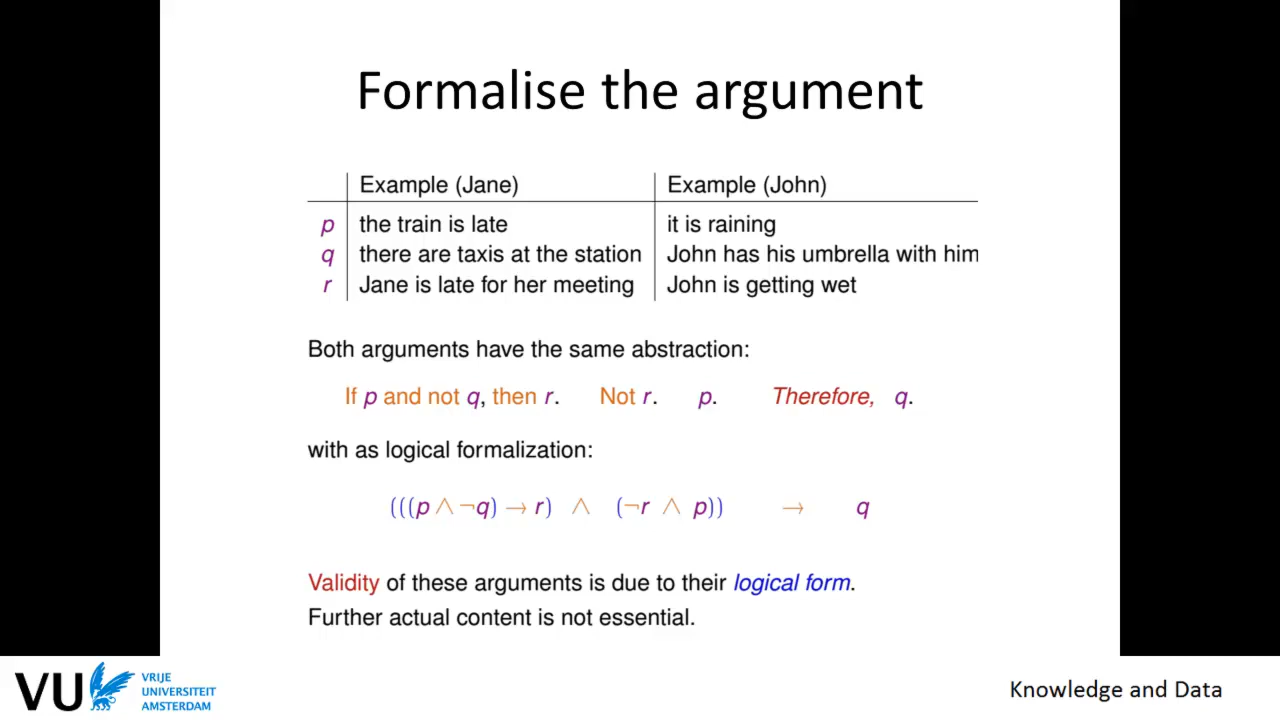 Formalise the argument
Example (Jane) Example (John)
p the train is late it is raining
q there are taxis at the station John has his umbrella with him
r Jane is late for her meeting John is getting wet
Both arguments have the same abstraction:
If p and not q, then r. Not r. p. Therefore, q.
with as logical formalization:
(((p ∧ ¬q) → r) ∧ (¬r ∧ p)) → q
Validity of these arguments is due to their logical form.
Further actual content is not essential.
VU VRIJE
UNIVERSITEIT
AMSTERDAM
Knowledge and Data